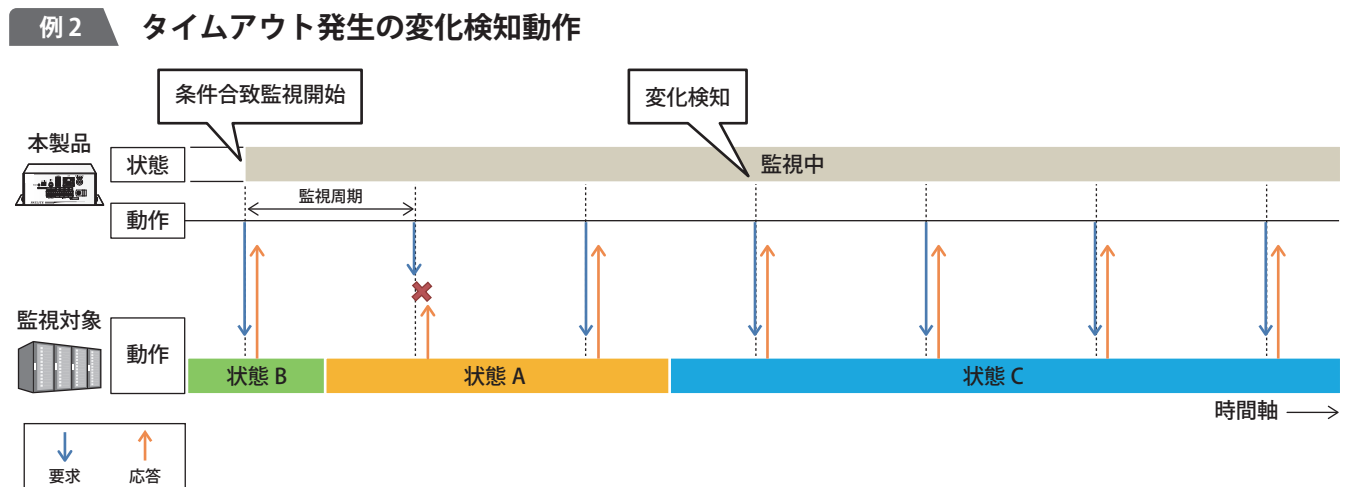 例 2 タイムアウト発生の変化検知動作
条件合致監視開始
変化検知
本製品
状態
監視中
監視周期
動作
監視対象
動作
状態 B
状態 A
状態 C
時間軸
要求
応答